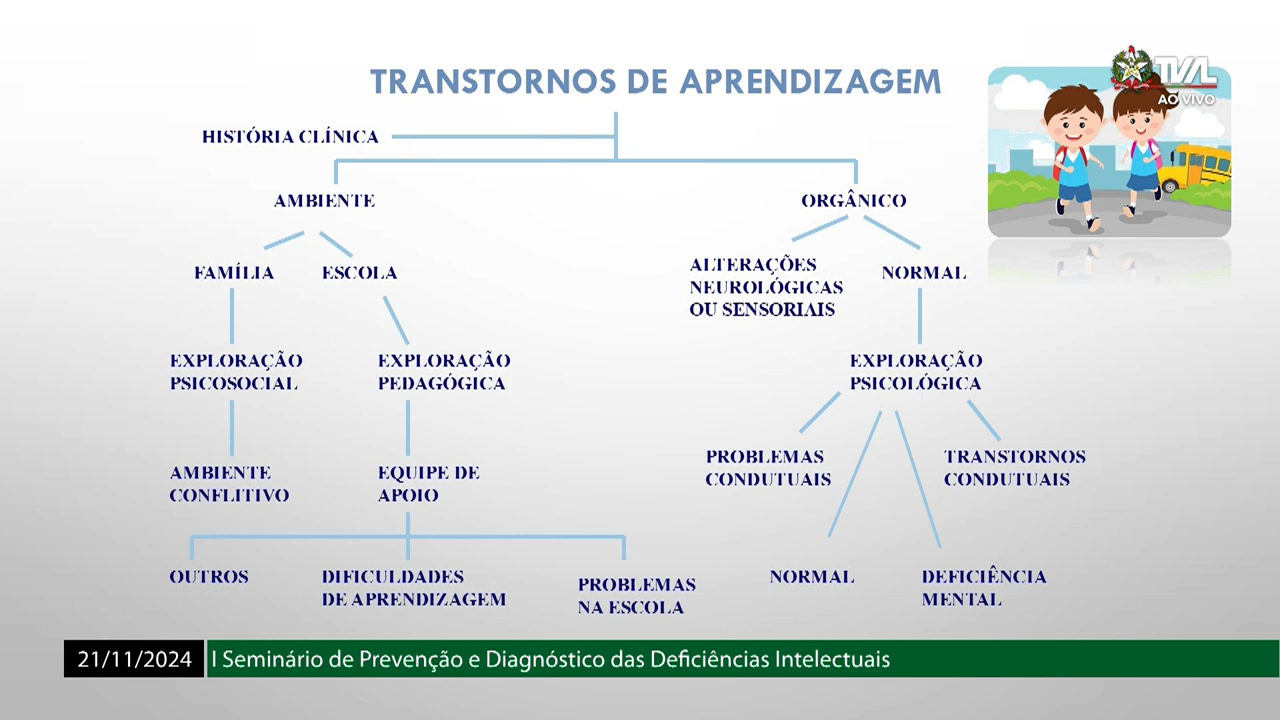 TRANSTORNOS DE APRENDIZAGEM
TVAL
AO VIVO
HISTÓRIA CLÍNICA
AMBIENTE
ORGÂNICO
FAMÍLIA
ESCOLA
ALTERAÇÕES
NEUROLÓGICAS
OU SENSORIAIS
NORMAL
EXPLORAÇÃO
PSICOSOCIAL
EXPLORAÇÃO
PEDAGÓGICA
EXPLORAÇÃO
PSICOLÓGICA
AMBIENTE
CONFLITIVO
EQUIPE DE
APOIO
PROBLEMAS
CONDUTUAIS
TRANSTORNOS
CONDUTUAIS
OUTROS
DIFICULDADES
DE APRENDIZAGEM
PROBLEMAS
NA ESCOLA
NORMAL
DEFICIÊNCIA
MENTAL
21/11/2024
I Seminário de Prevenção e Diagnóstico das Deficiências Intelectuais